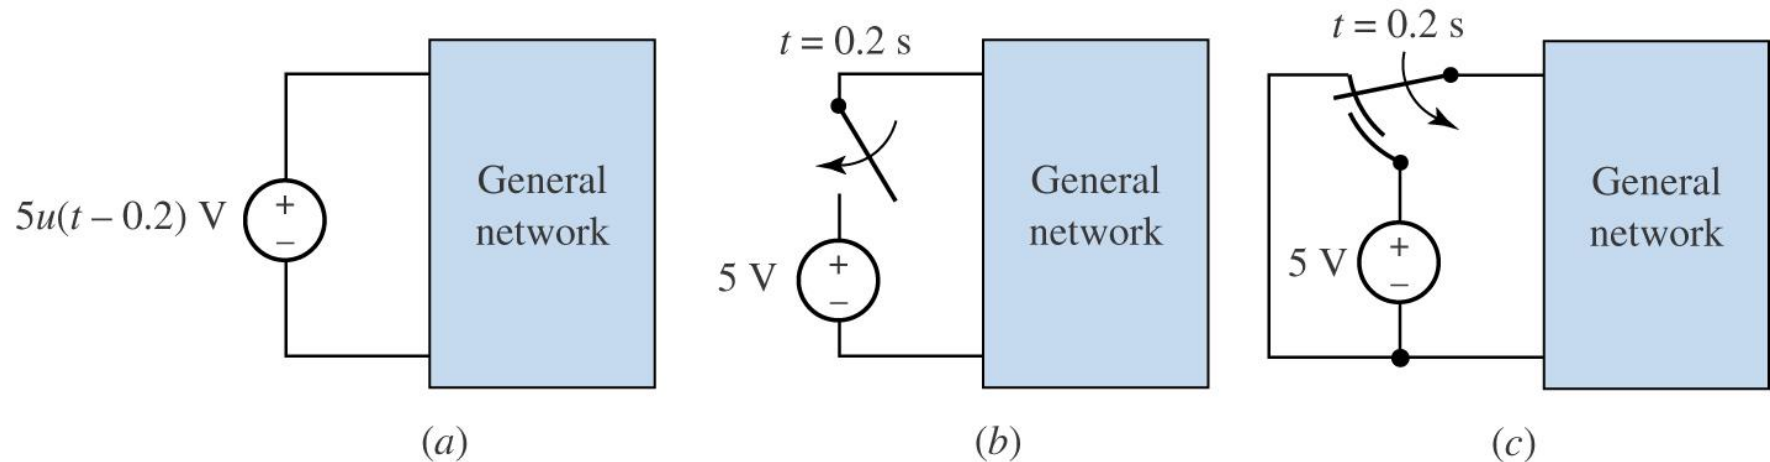 5u(t – 0.2) V
+
–
General
network
(a)
t = 0.2 s
5 V
+
–
General
network
(b)
t = 0.2 s
5 V
+
–
General
network
(c)